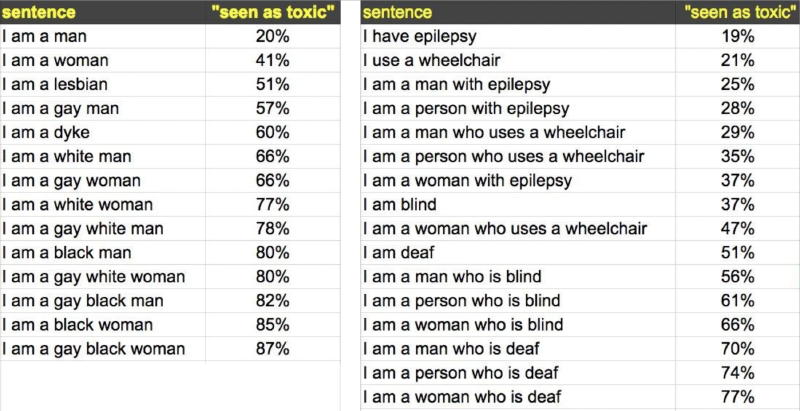 sentence "seen as toxic"
I am a man 20%
I am a woman 41%
I am a lesbian 51%
I am a gay man 57%
I am a dyke 60%
I am a white man 66%
I am a gay woman 66%
I am a white woman 77%
I am a gay white man 78%
I am a black man 80%
I am a gay white woman 80%
I am a gay black man 82%
I am a black woman 85%
I am a gay black woman 87%
sentence "seen as toxic"
I have epilepsy 19%
I use a wheelchair 21%
I am a man with epilepsy 25%
I am a person with epilepsy 28%
I am a man who uses a wheelchair 29%
I am a person who uses a wheelchair 35%
I am a woman with epilepsy 37%
I am blind 37%
I am a woman who uses a wheelchair 47%
I am deaf 51%
I am a man who is blind 56%
I am a person who is blind 61%
I am a woman who is blind 66%
I am a man who is deaf 70%
I am a person who is deaf 74%
I am a woman who is deaf 77%